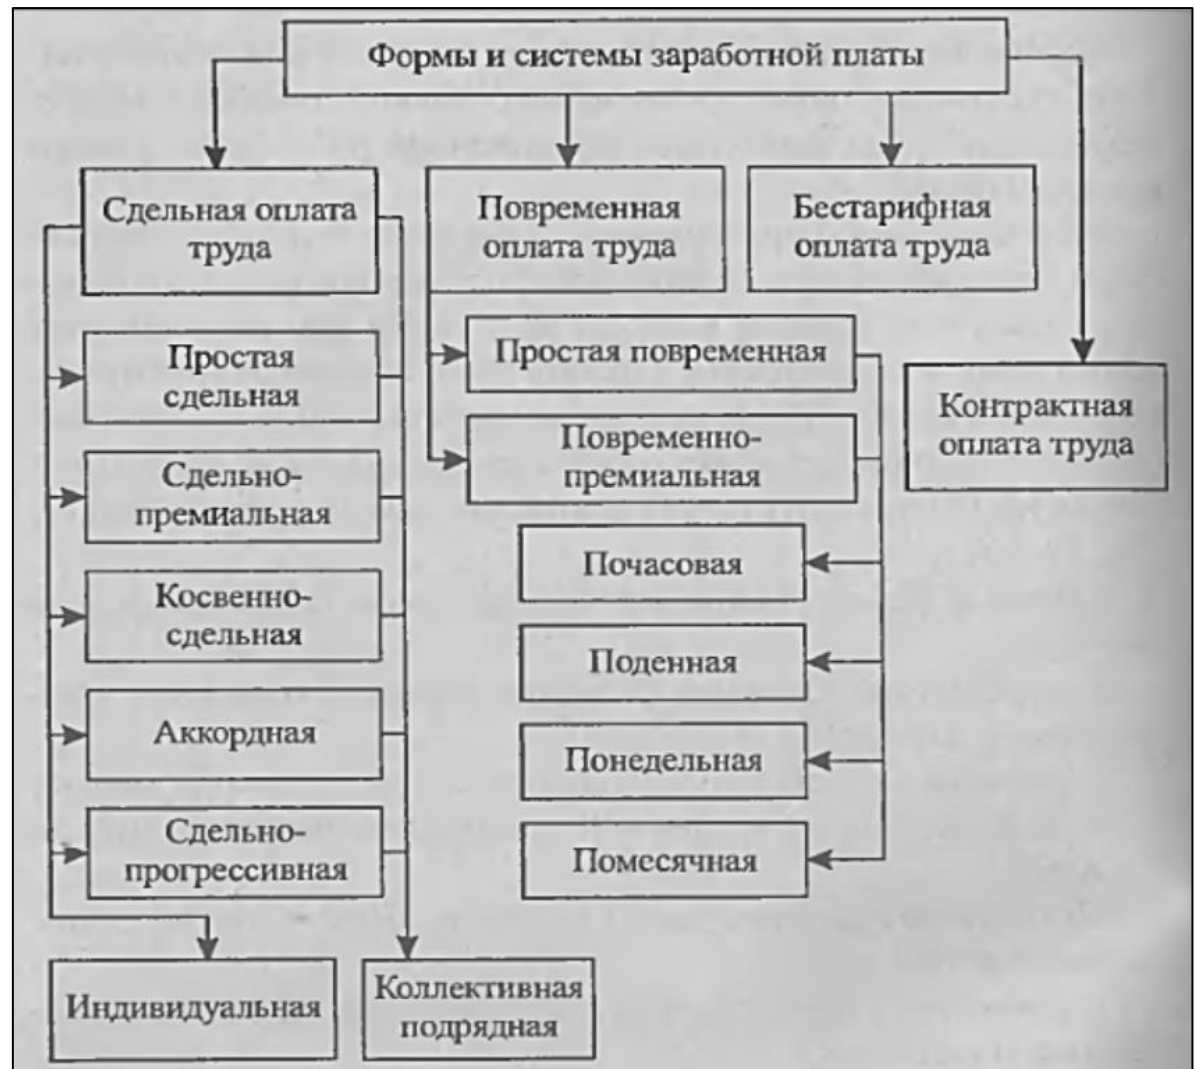 Формы и системы заработной платы
Сдельная оплата
труда
Повременная
оплата труда
Бестарифная
оплата труда
Контрактная
оплата труда
Простая
сдельная
Сдельно-
премиальная
Косвенно-
сдельная
Аккордная
Сдельно-
прогрессивная
Индивидуальная
Коллективная
подрядная
Простая повременная
Повременно-
премиальная
Почасовая
Поденная
Понедельная
Помесячная